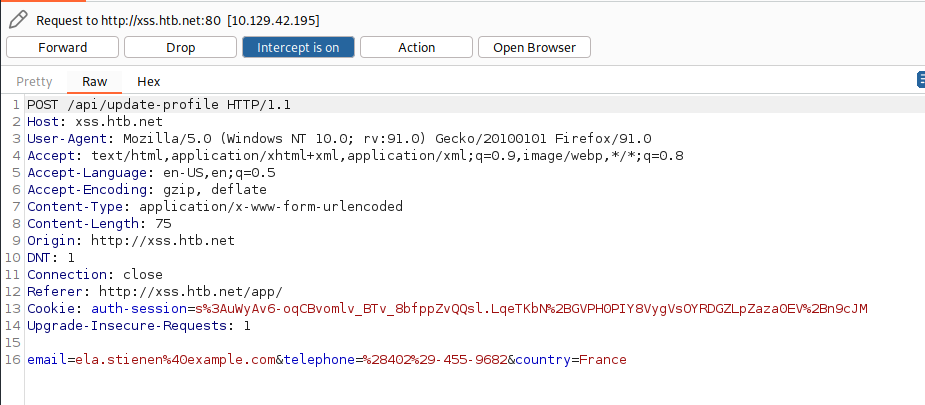 Request to http://xss.htb.net:80 [10.129.42.195]
Forward Drop Intercept is on Action Open Browser
Pretty Raw Hex
1 POST /api/update-profile HTTP/1.1
2 Host: xss.htb.net
3 User-Agent: Mozilla/5.0 (Windows NT 10.0; rv:91.0) Gecko/20100101 Firefox/91.0
4 Accept: text/html,application/xhtml+xml,application/xml;q=0.9,image/webp,*/*;q=0.8
5 Accept-Language: en-US,en;q=0.5
6 Accept-Encoding: gzip, deflate
7 Content-Type: application/x-www-form-urlencoded
8 Content-Length: 75
9 Origin: http://xss.htb.net
10 DNT: 1
11 Connection: close
12 Referer: http://xss.htb.net/app/
13 Cookie: auth-session=s%3AuWyAv6-oqCBvomlv_BTv_8bfppZvQQsl.LqeTKbN%2BGVPHOPIY8VygVsOYRDGZLpZaza0EV%2Bn9cJM
14 Upgrade-Insecure-Requests: 1
15
16 email=ela.stienen%40example.com&telephone=%28402%29-455-9682&country=France